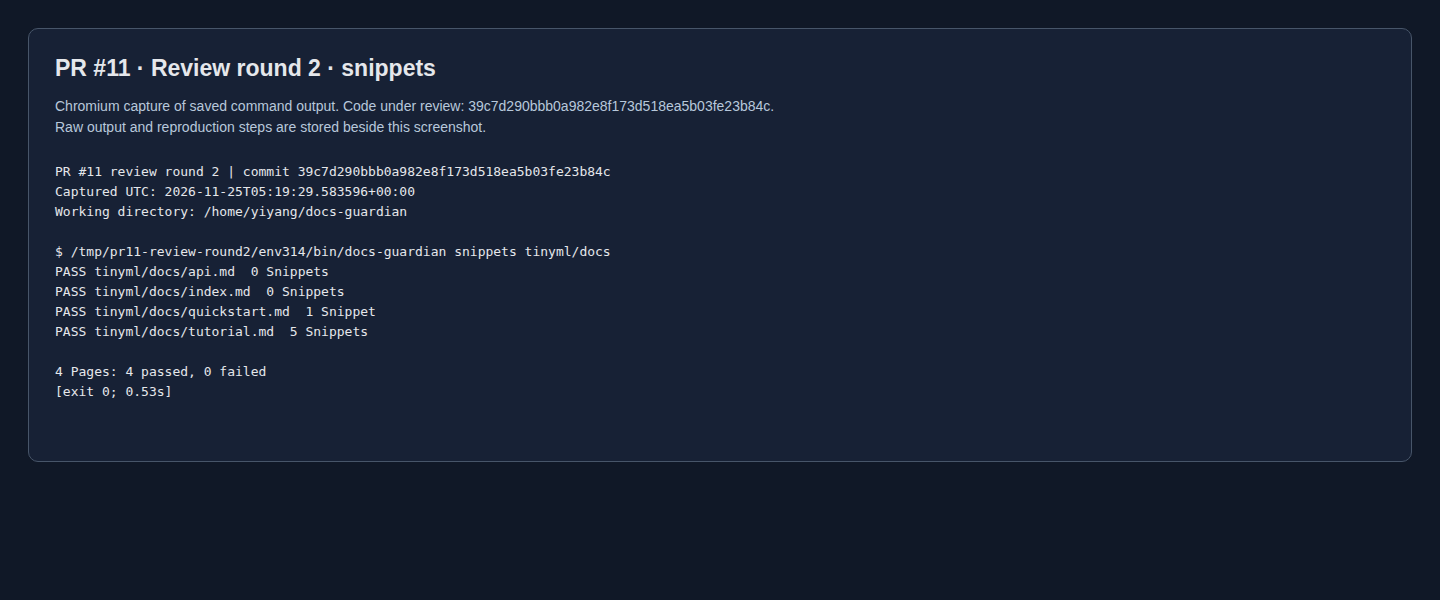 PR #11 · Review round 2 · snippets
Chromium capture of saved command output. Code under review: 39c7d290bbb0a982e8f173d518ea5b03fe23b84c.
Raw output and reproduction steps are stored beside this screenshot.
PR #11 review round 2 | commit 39c7d290bbb0a982e8f173d518ea5b03fe23b84c
Captured UTC: 2026-11-25T05:19:29.583596+00:00
Working directory: /home/yiyang/docs-guardian
$ /tmp/pr11-review-round2/env314/bin/docs-guardian snippets tinyml/docs
PASS tinyml/docs/api.md  0 Snippets
PASS tinyml/docs/index.md  0 Snippets
PASS tinyml/docs/quickstart.md  1 Snippet
PASS tinyml/docs/tutorial.md  5 Snippets
4 Pages: 4 passed, 0 failed
[exit 0; 0.53s]